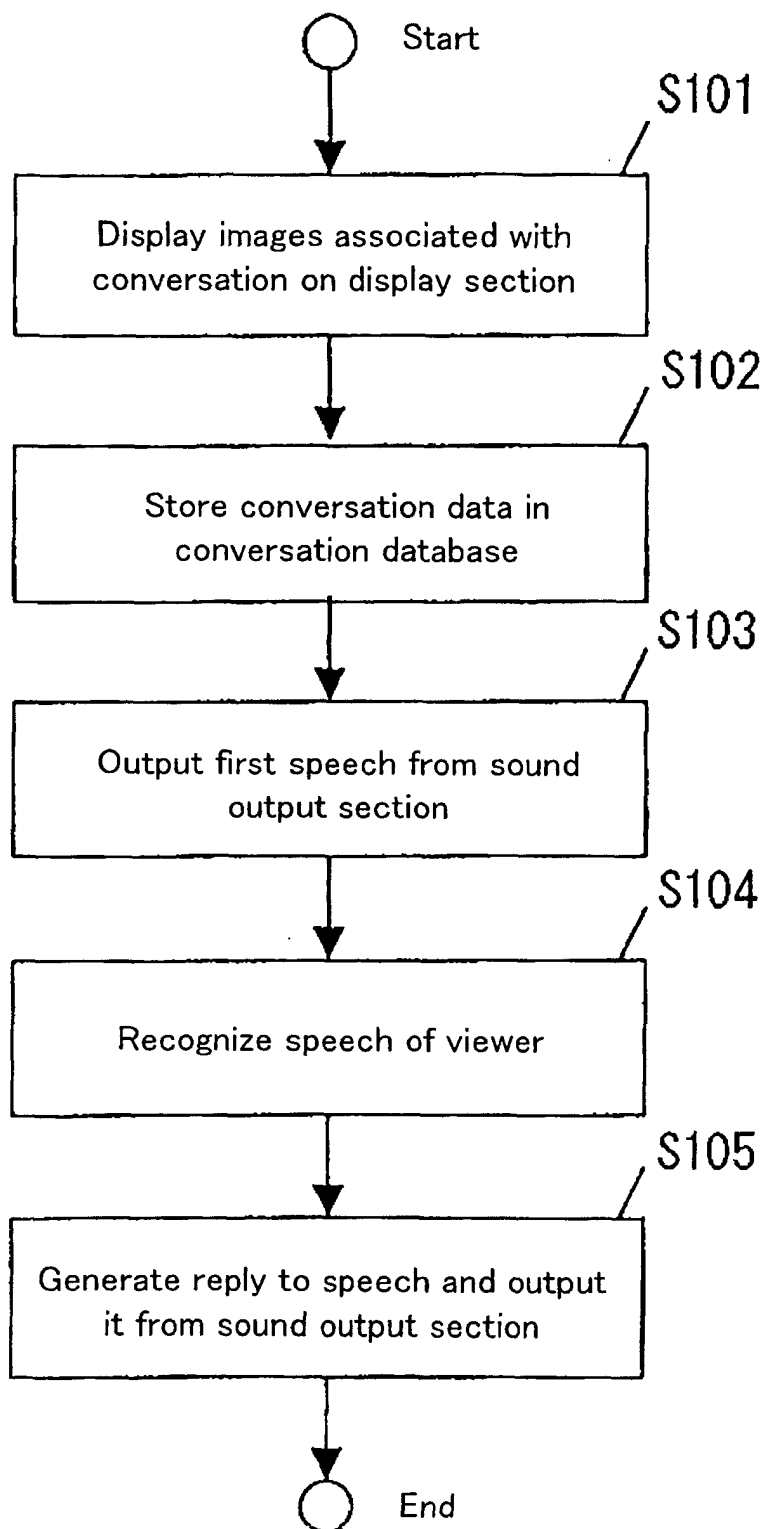 Start
S101
Display images associated with
conversation on display section
S102
Store conversation data in
conversation database
S103
Output first speech from sound
output section
S104
Recognize speech of viewer
S105
Generate reply to speech and output
it from sound output section
End